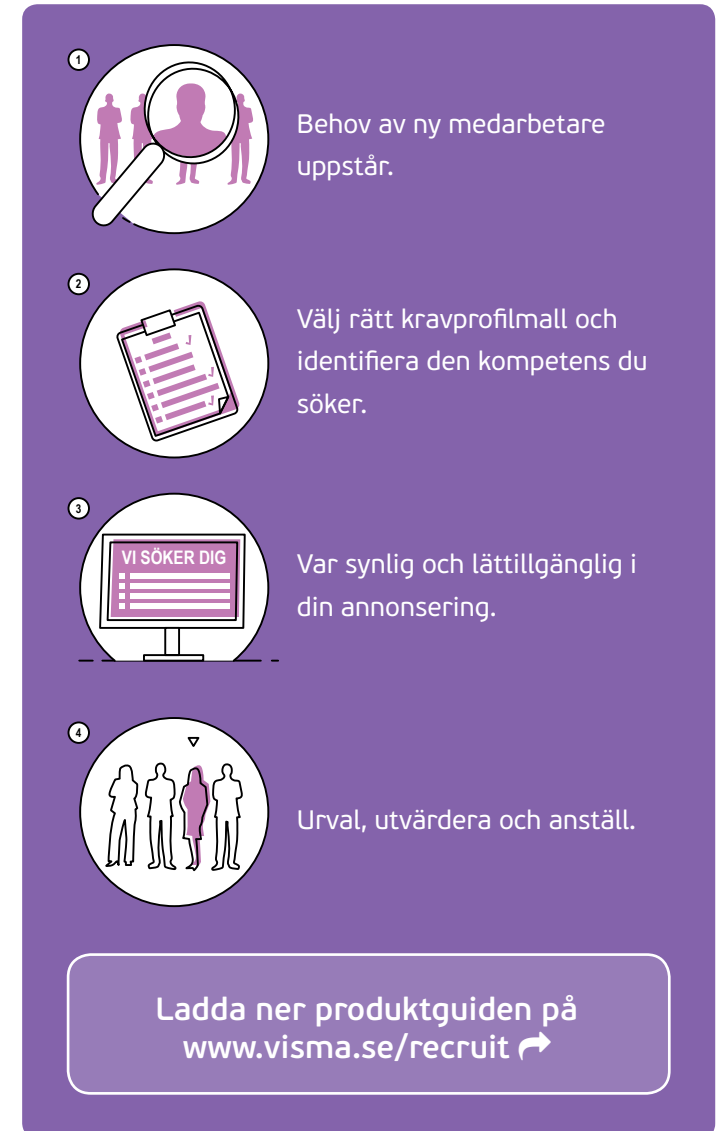 1
Behov av ny medarbetare
uppstår.
2
Välj rätt kravprofilmall och
identifiera den kompetens du
söker.
3
VI SÖKER DIG
Var synlig och lättillgänglig i
din annonsering.
4
Urval, utvärdera och anställ.
Ladda ner produktguiden på
www.visma.se/recruit